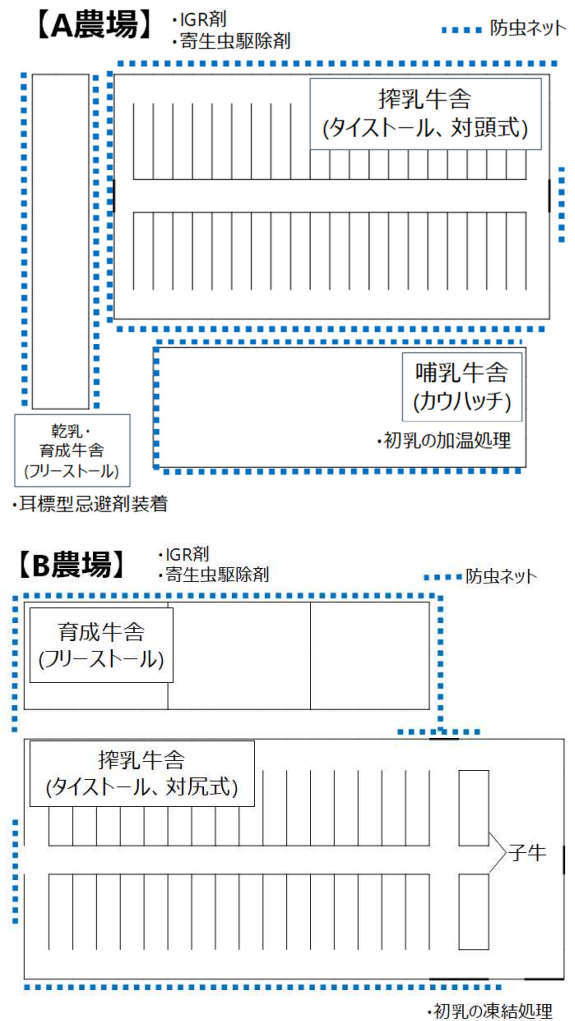 【A農場】
・IGR剤
・寄生虫駆除剤
防虫ネット
搾乳牛舎
(タイストール、対頭式)
哺乳牛舎
(カウハッチ)
・初乳の加温処理
乾乳・
育成牛舎
(フリーストール)
・耳標型忌避剤装着
【B農場】
・IGR剤
・寄生虫駆除剤
防虫ネット
育成牛舎
(フリーストール)
搾乳牛舎
(タイストール、対尻式)
子牛
・初乳の凍結処理